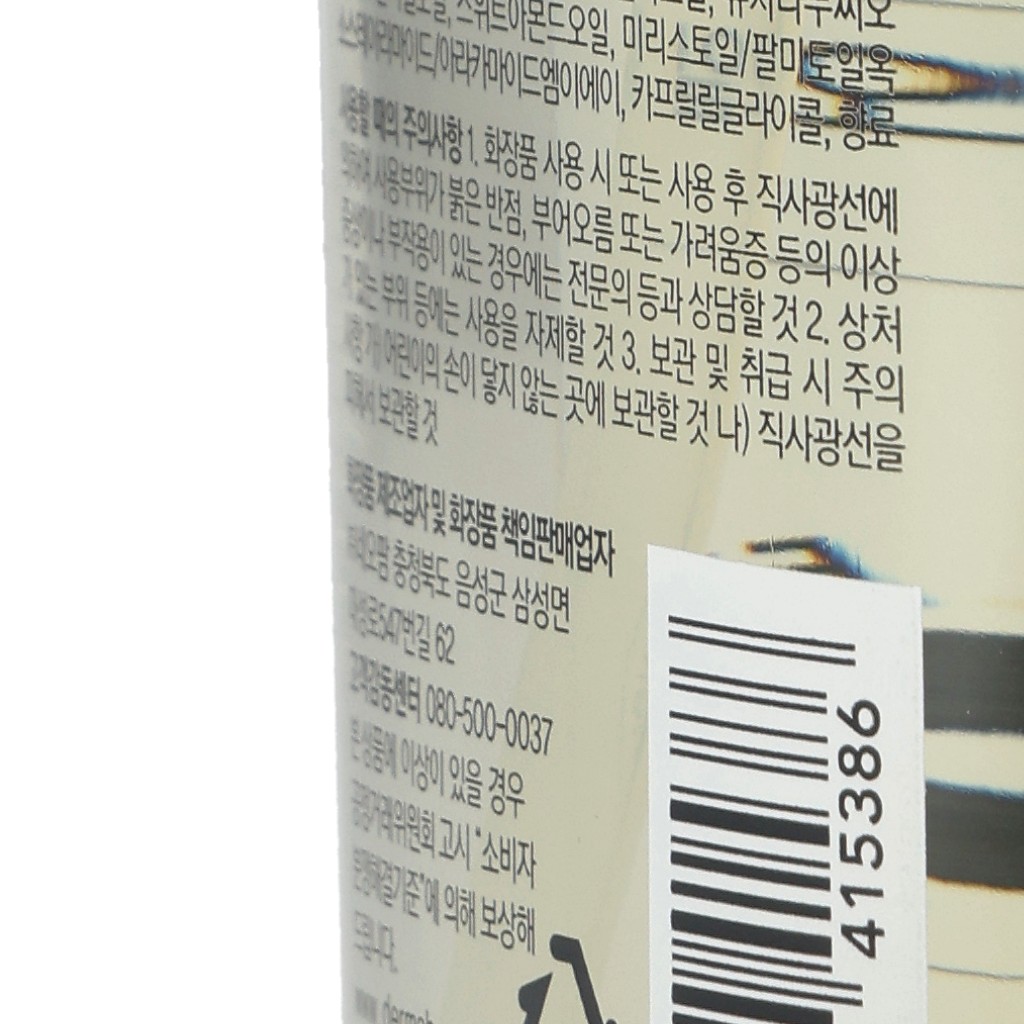 스위트아몬드오일, 미리스토일/팔미토일옥
스테아라마이드/아라카마이드엠이에이, 카프릴릴글라이콜, 향료
사용할 때의 주의사항 1. 화장품 사용 시 또는 사용 후 직사광선에
의하여 사용부위가 붉은 반점, 부어오름 또는 가려움증 등의 이상
증상이나 부작용이 있는 경우에는 전문의 등과 상담할 것 2. 상처
가 있는 부위 등에는 사용을 자제할 것 3. 보관 및 취급 시 주의
사항 가) 어린이의 손이 닿지 않는 곳에 보관할 것 나) 직사광선을
피해서 보관할 것
화장품 제조업자 및 화장품 책임판매업자
충청북도 음성군 삼성면
547번길 62
고객감동센터 080-500-0037
본 상품에 이상이 있을 경우
공정거래위원회 고시 "소비자
분쟁해결기준"에 의해 보상해
드립니다.
415386